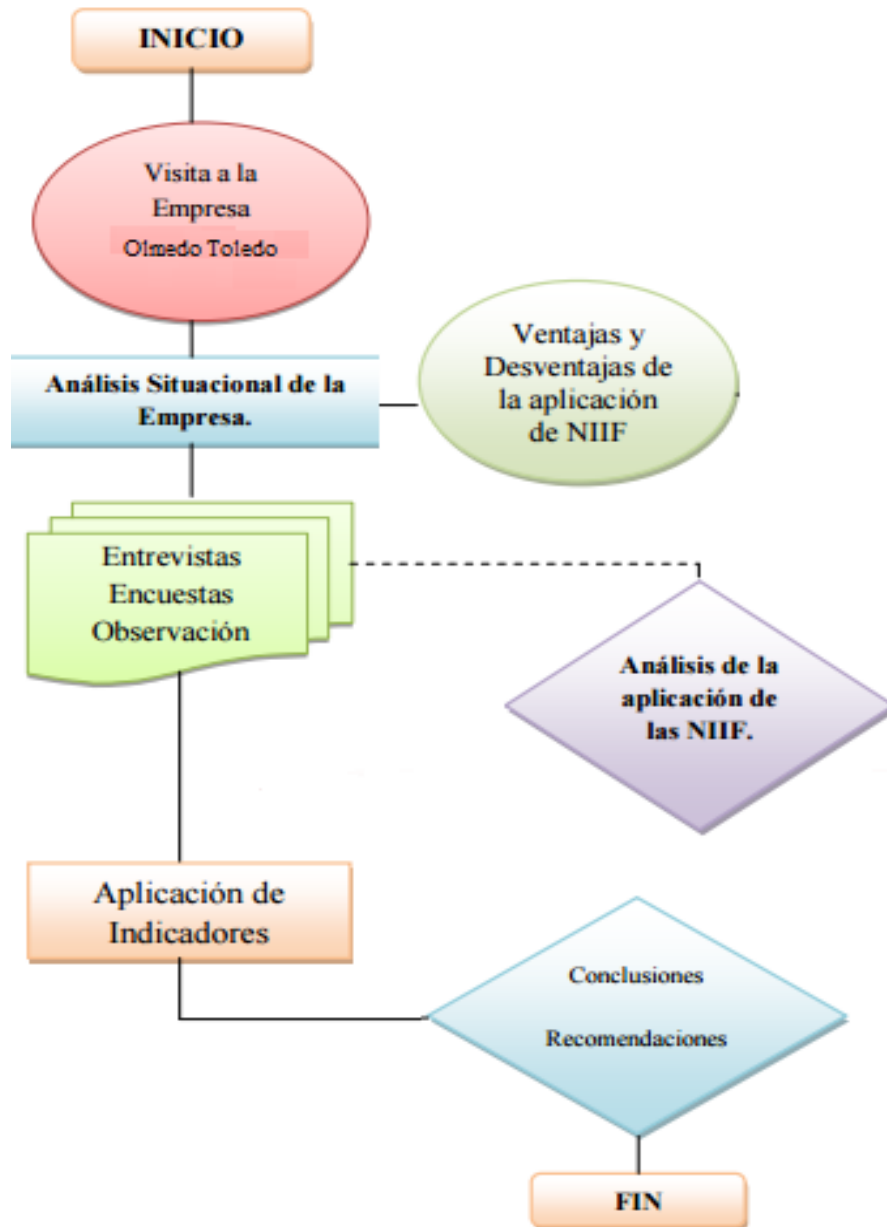 INICIO
Visita a la
Empresa
Olmedo Toledo
Análisis Situacional de la
Empresa.
Ventajas y
Desventajas de
la aplicación
de NIIF
Entrevistas
Encuestas
Observación
Análisis de la
aplicación de
las NIIF.
Aplicación de
Indicadores
Conclusiones
Recomendaciones
FIN